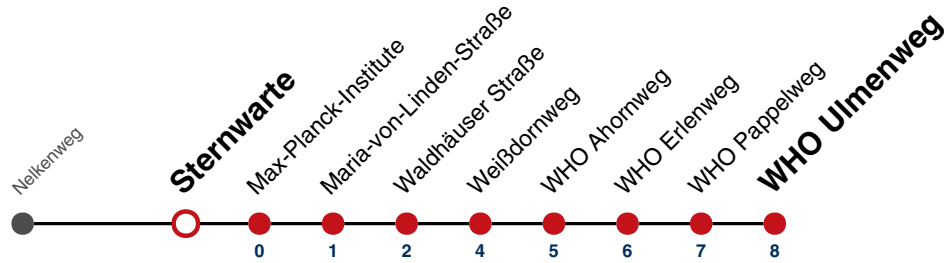 Nelkenweg
Sternwarte
Max-Planck-Institute
Maria-von-Linden-Straße
Waldhäuser Straße
Weißdornweg
WHO Ahornweg
WHO Erlenweg
WHO Pappelweg
WHO Ulmenweg
0 1 2 4 5 6 7 8